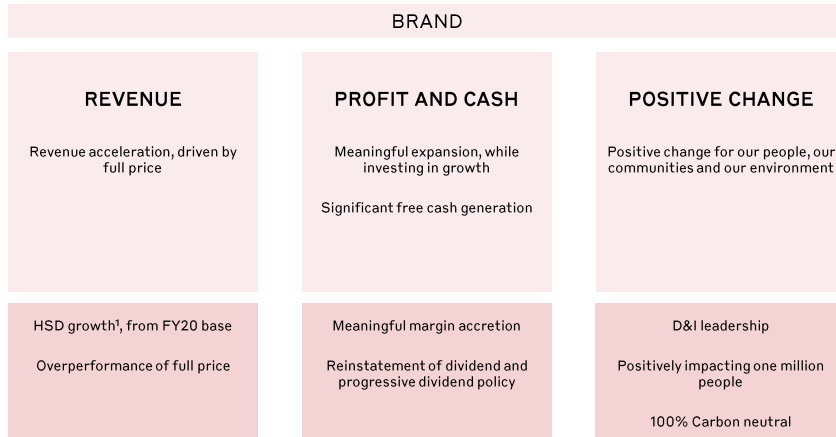 BRAND
REVENUE
Revenue acceleration, driven by
full price
PROFIT AND CASH
Meaningful expansion, while
investing in growth
Significant free cash generation
POSITIVE CHANGE
Positive change for our people, our
communities and our environment
HSD growth¹, from FY20 base
Overperformance of full price
Meaningful margin accretion
Reinstatement of dividend and
progressive dividend policy
D&I leadership
Positively impacting one million
people
100% Carbon neutral